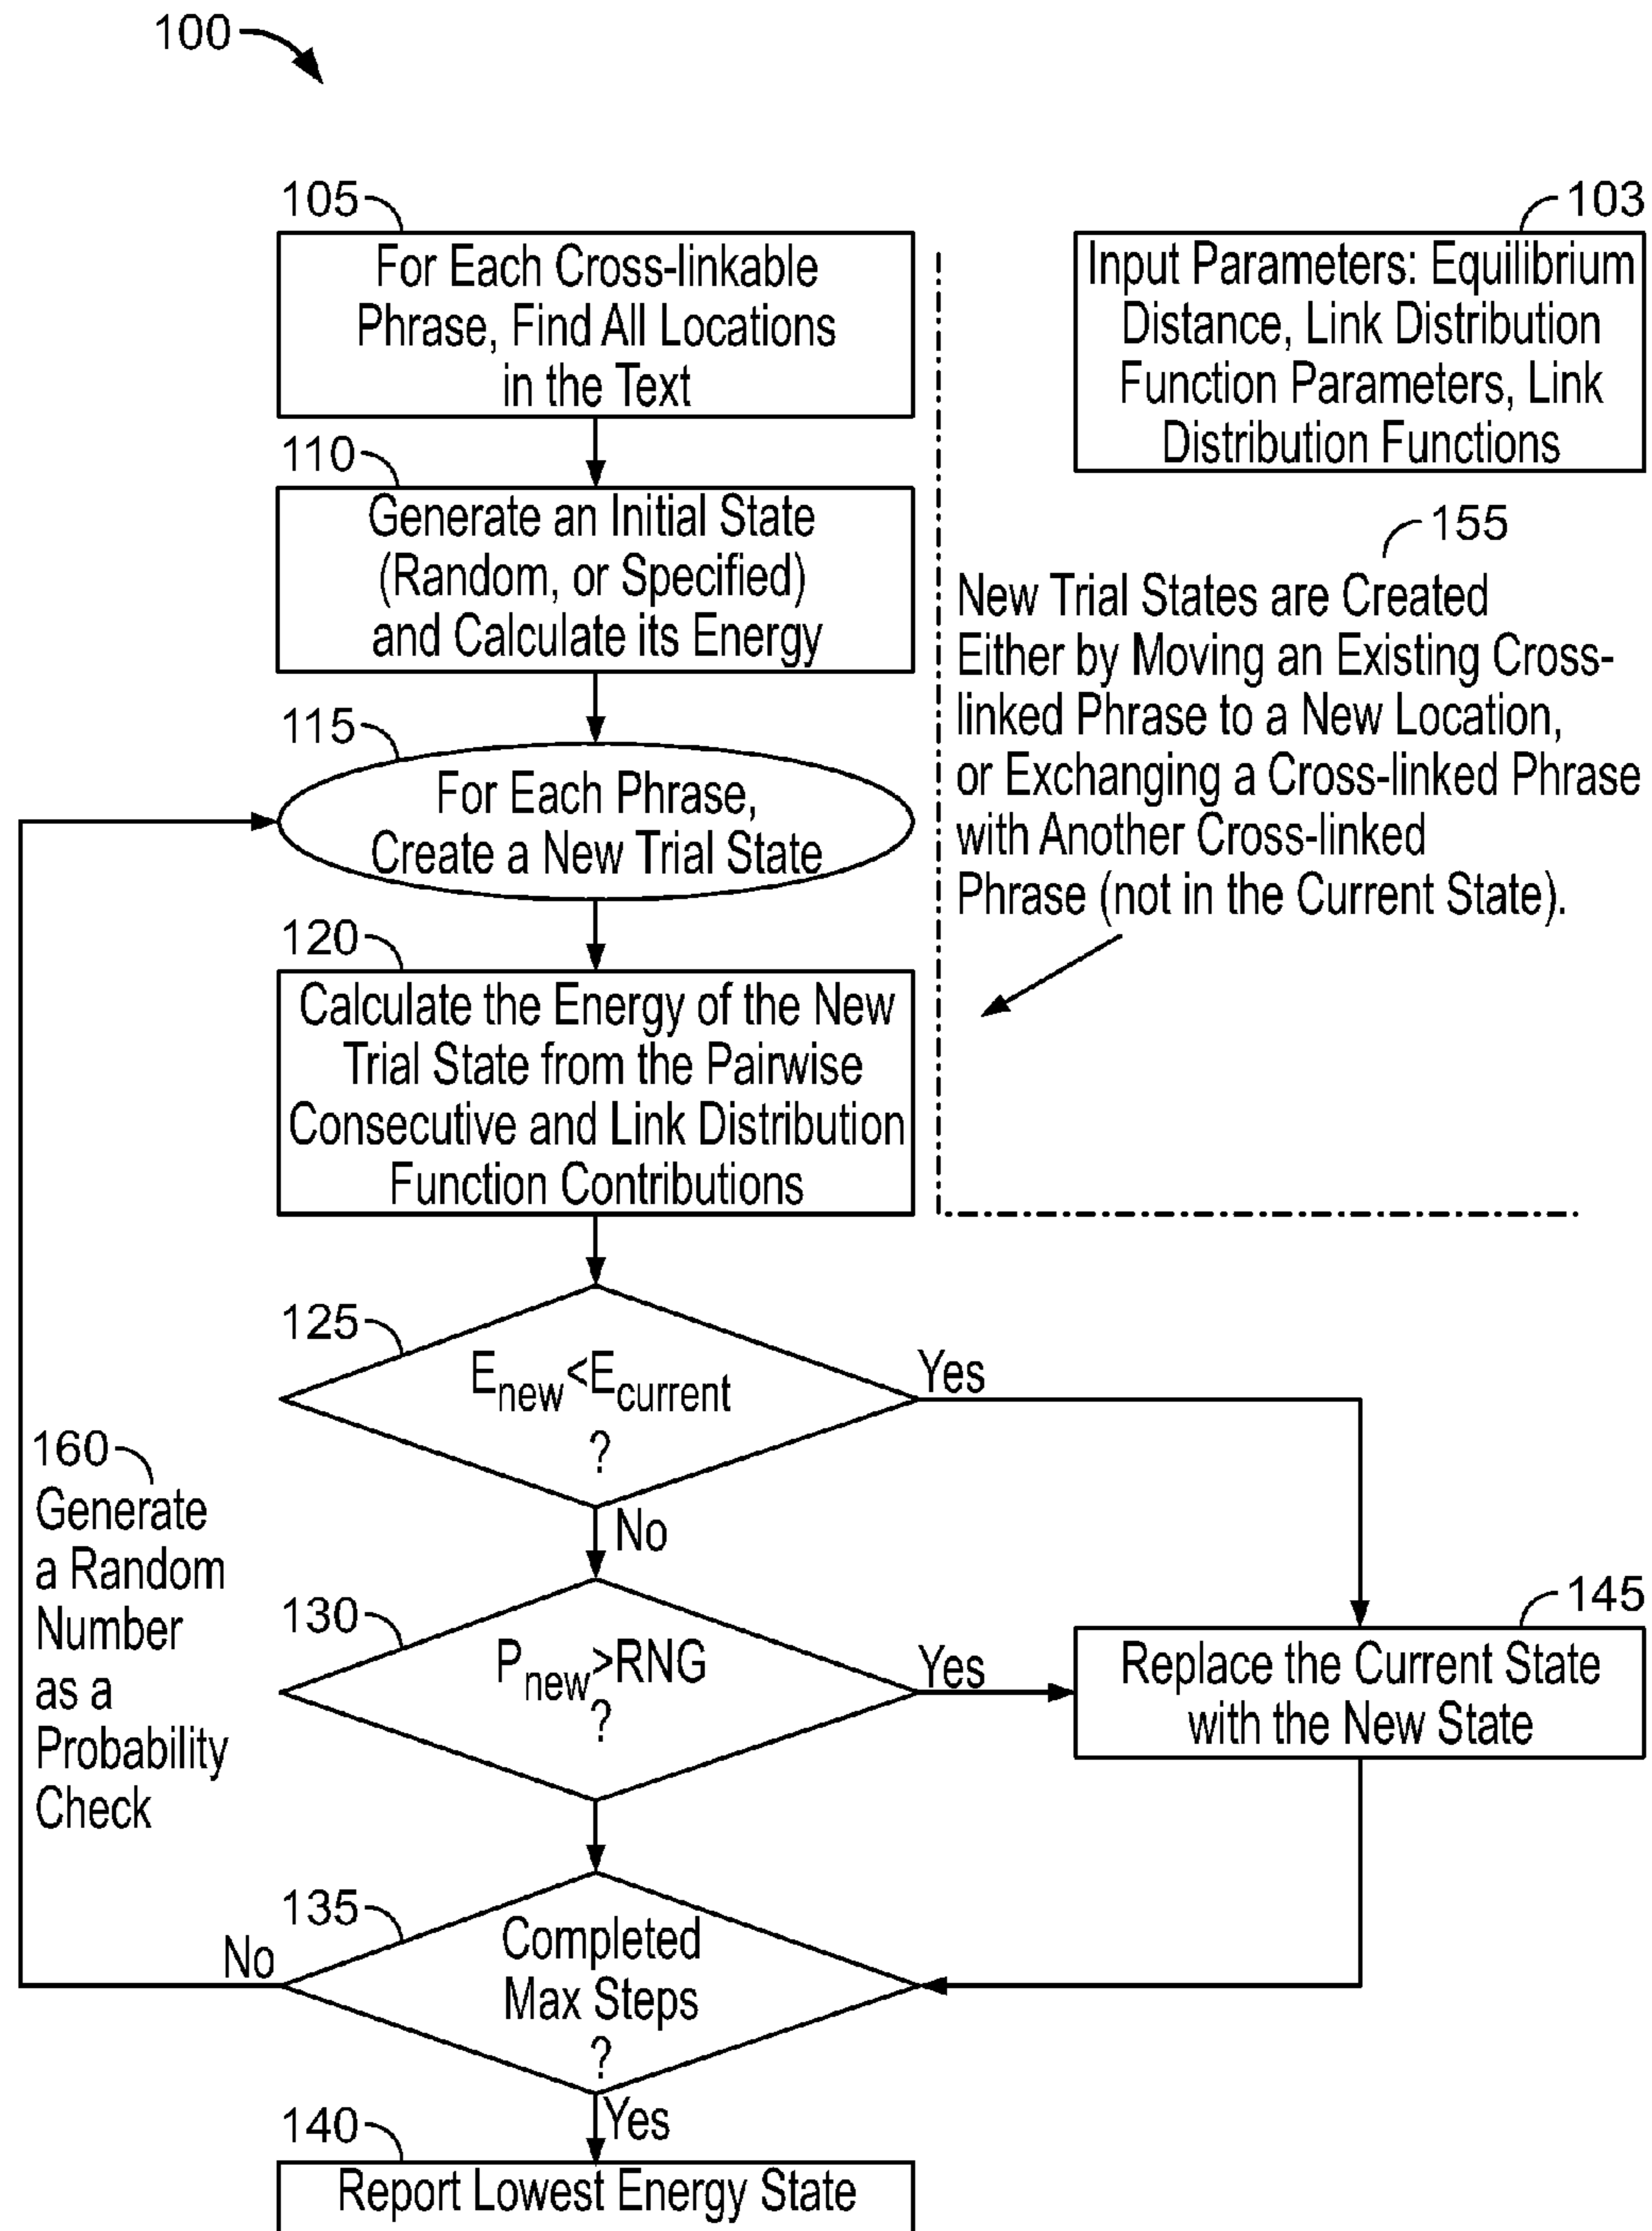 100
105
For Each Cross-linkable
Phrase, Find All Locations
in the Text
103
Input Parameters: Equilibrium
Distance, Link Distribution
Function Parameters, Link
Distribution Functions
110
Generate an Initial State
(Random, or Specified)
and Calculate its Energy
155
New Trial States are Created
Either by Moving an Existing Cross-
linked Phrase to a New Location,
or Exchanging a Cross-linked Phrase
with Another Cross-linked
Phrase (not in the Current State).
115
For Each Phrase,
Create a New Trial State
120
Calculate the Energy of the New
Trial State from the Pairwise
Consecutive and Link Distribution
Function Contributions
125
Enew<Ecurrent
?
Yes
No
160
Generate
a Random
Number
as a
Probability
Check
130
Pnew>RNG
?
Yes
145
Replace the Current State
with the New State
135
Completed
Max Steps
?
No
Yes
140
Report Lowest Energy State